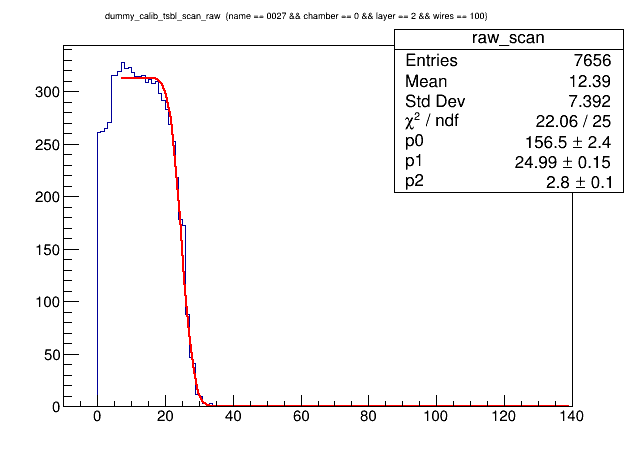 dummy_calib_tsbl_scan_raw (name == 0027 && chamber == 0 && layer == 2 && wires == 100)
raw_scan
Entries 7656
Mean 12.39
Std Dev 7.392
χ² / ndf 22.06 / 25
p0 156.5 ± 2.4
p1 24.99 ± 0.15
p2 2.8 ± 0.1
300
250
200
150
100
50
0
0 20 40 60 80 100 120 140